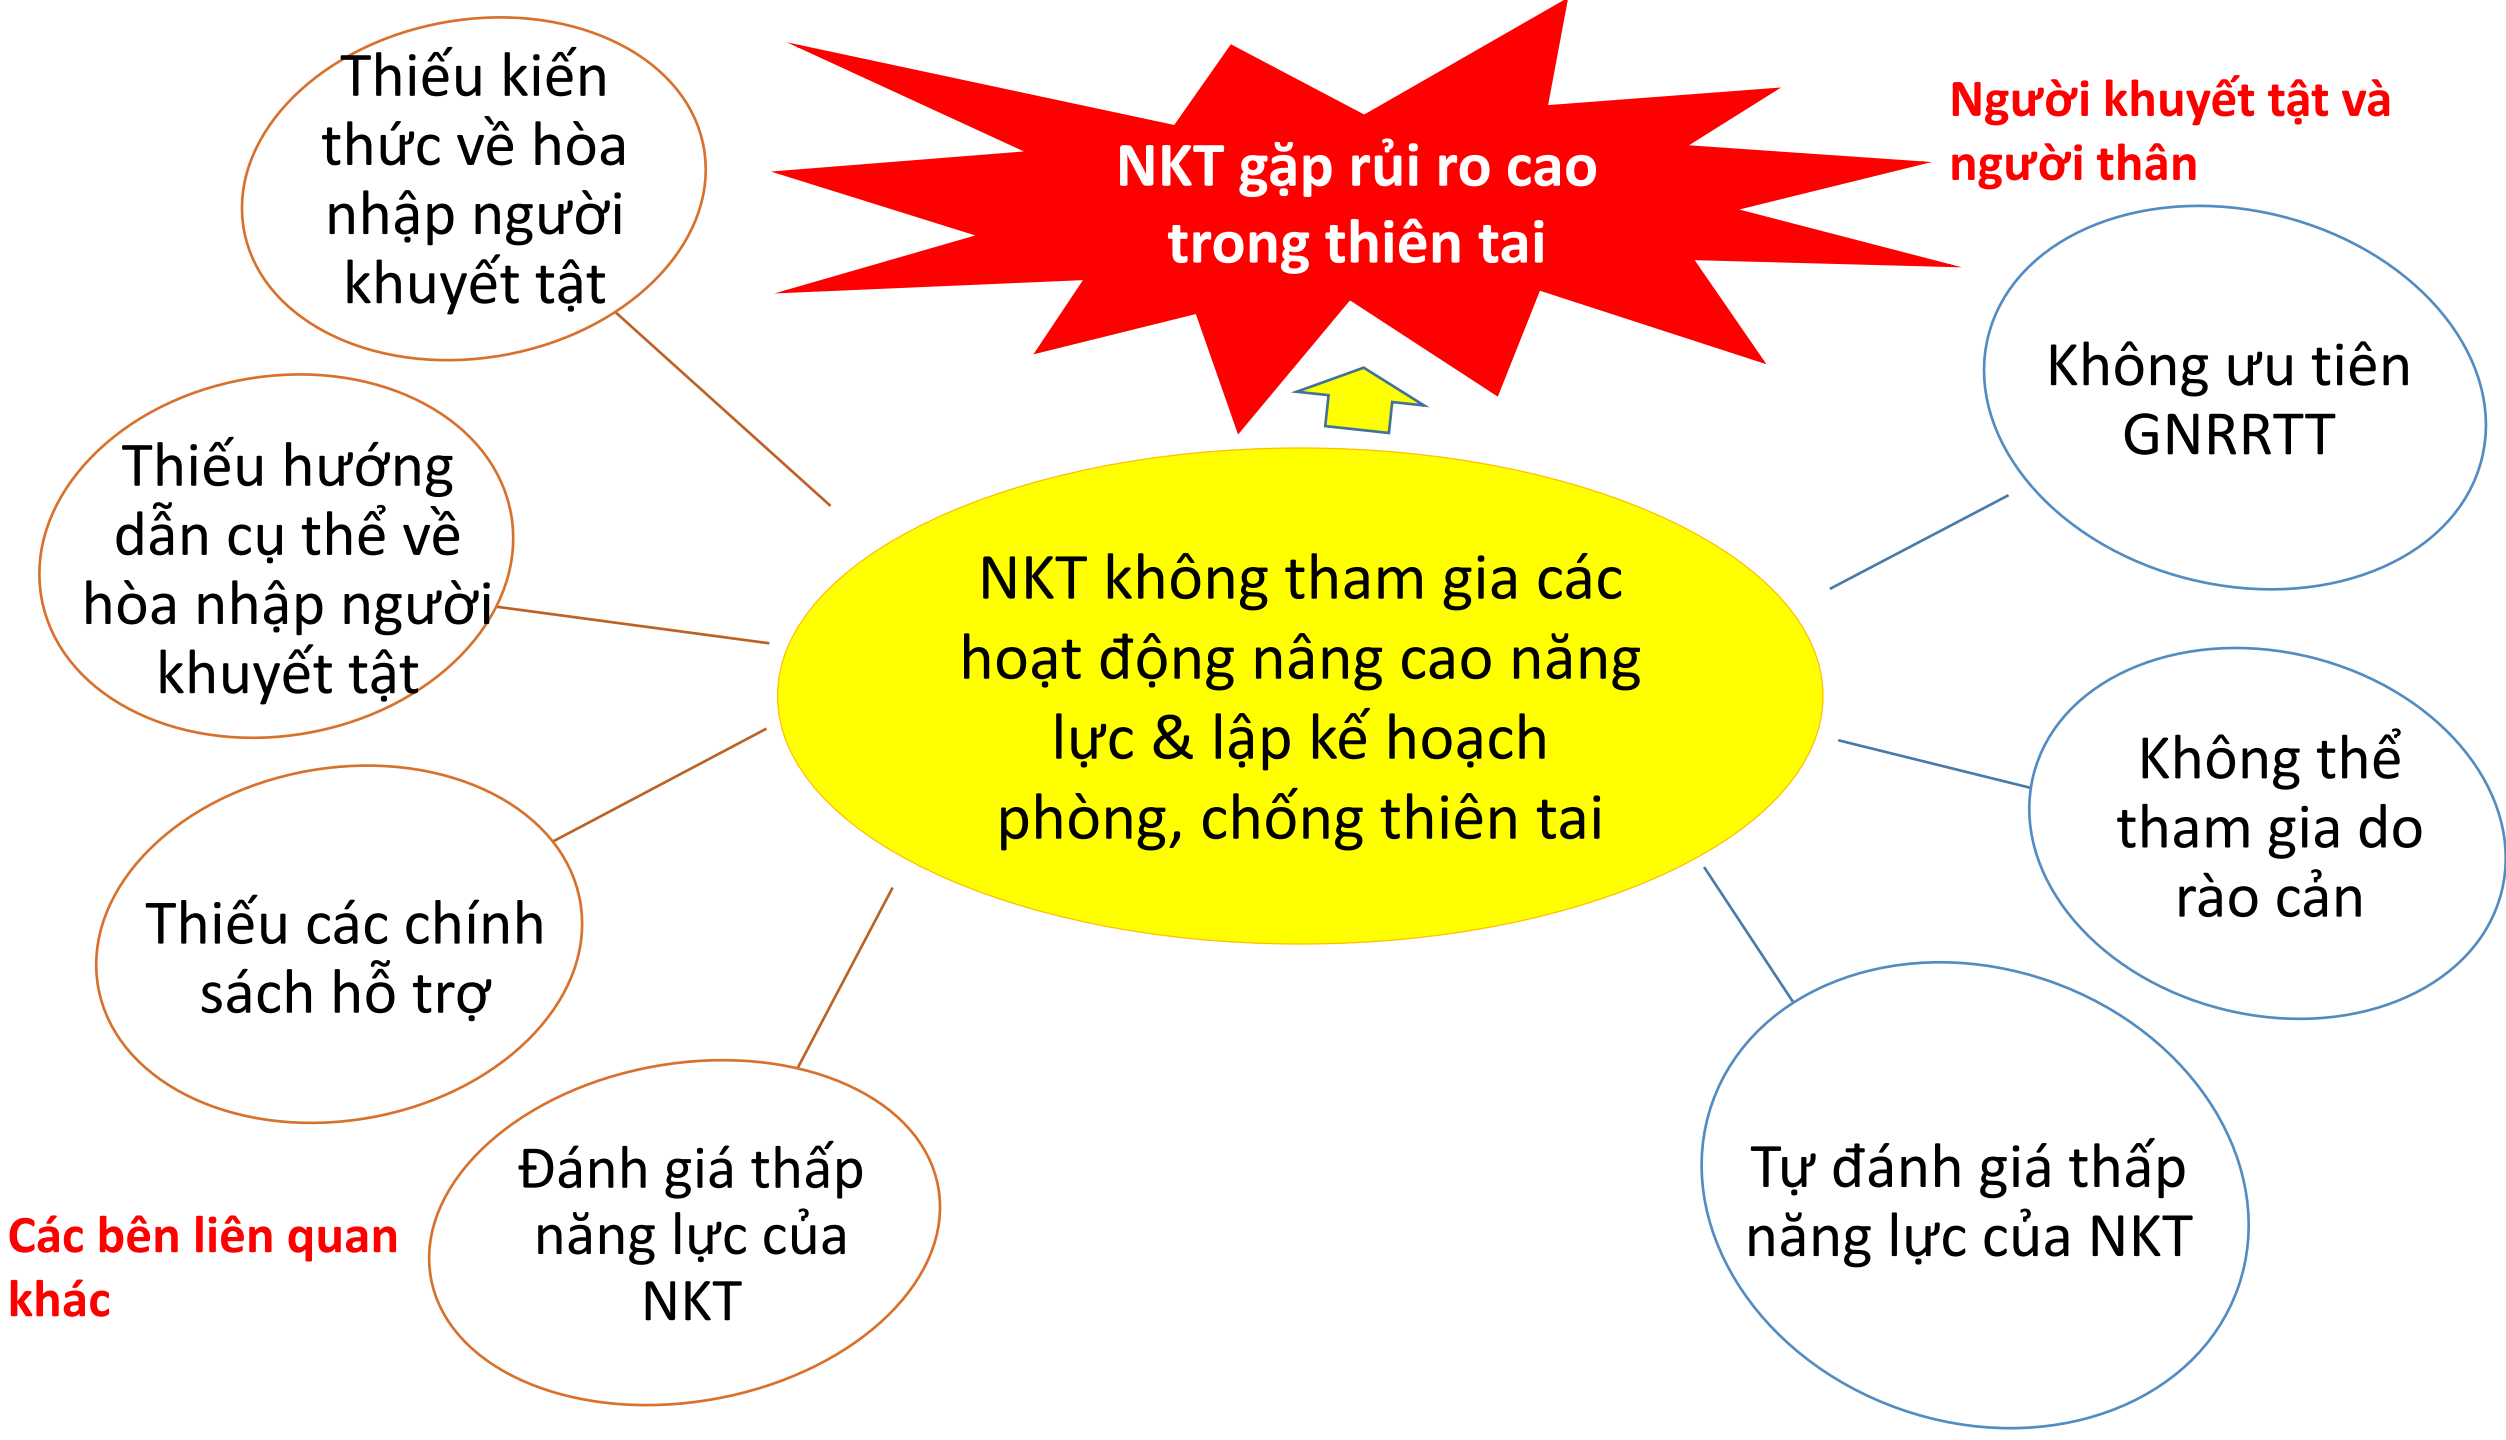 Thiếu kiến
thức về hòa
nhập người
khuyết tật
NKT gặp rủi ro cao
trong thiên tai
Người khuyết tật và
người thân
Không ưu tiên
GNRRTT
Thiếu hướng
dẫn cụ thể về
hòa nhập người
khuyết tật
NKT không tham gia các
hoạt động nâng cao năng
lực & lập kế hoạch
phòng, chống thiên tai
Không thể
tham gia do
rào cản
Thiếu các chính
sách hỗ trợ
Đánh giá thấp
năng lực của
NKT
Tự đánh giá thấp
năng lực của NKT
Các bên liên quan
khác